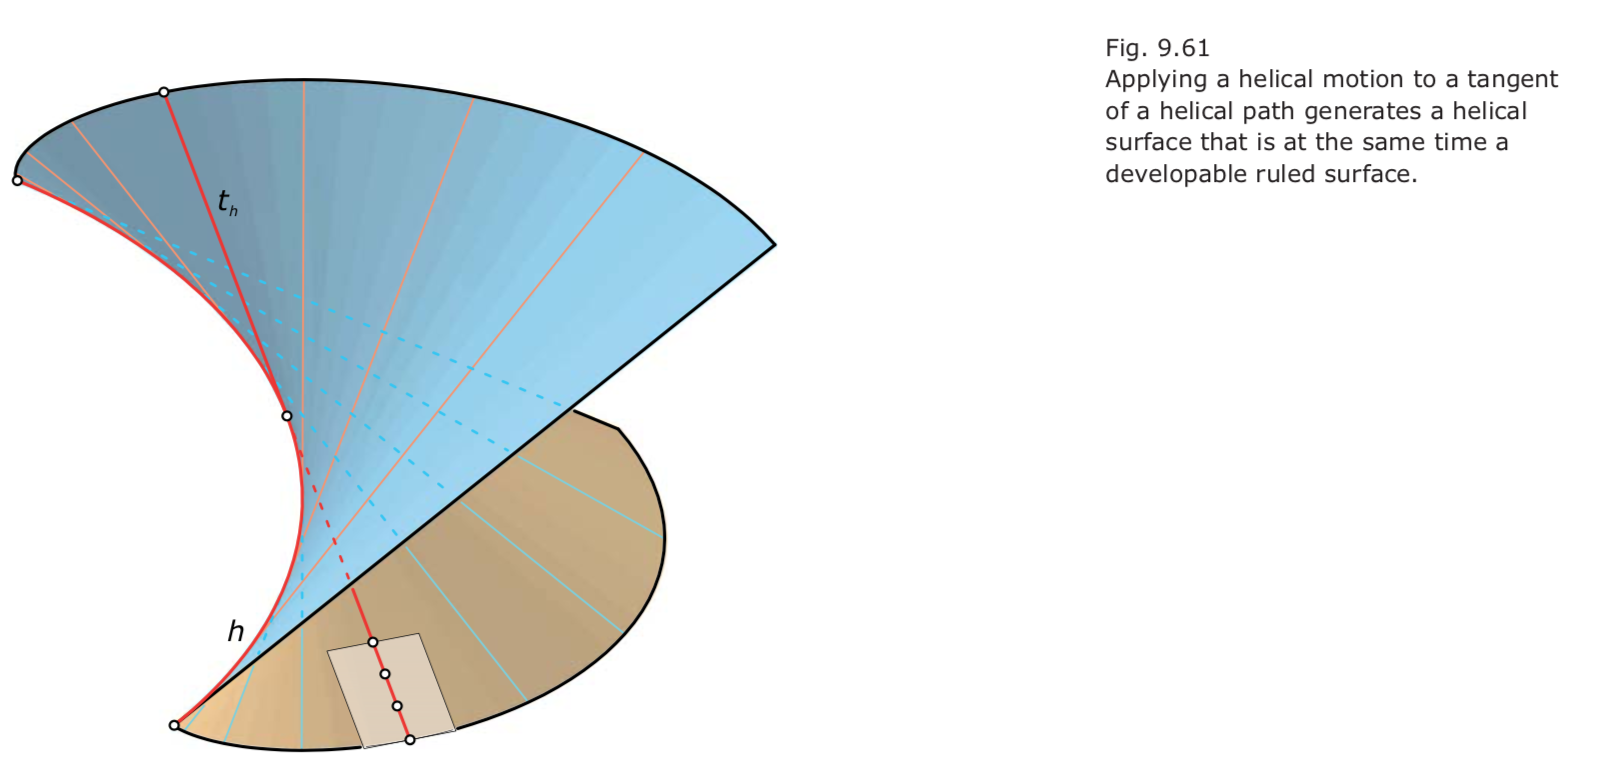 Fig. 9.61
Applying a helical motion to a tangent
of a helical path generates a helical
surface that is at the same time a
developable ruled surface.
th
h